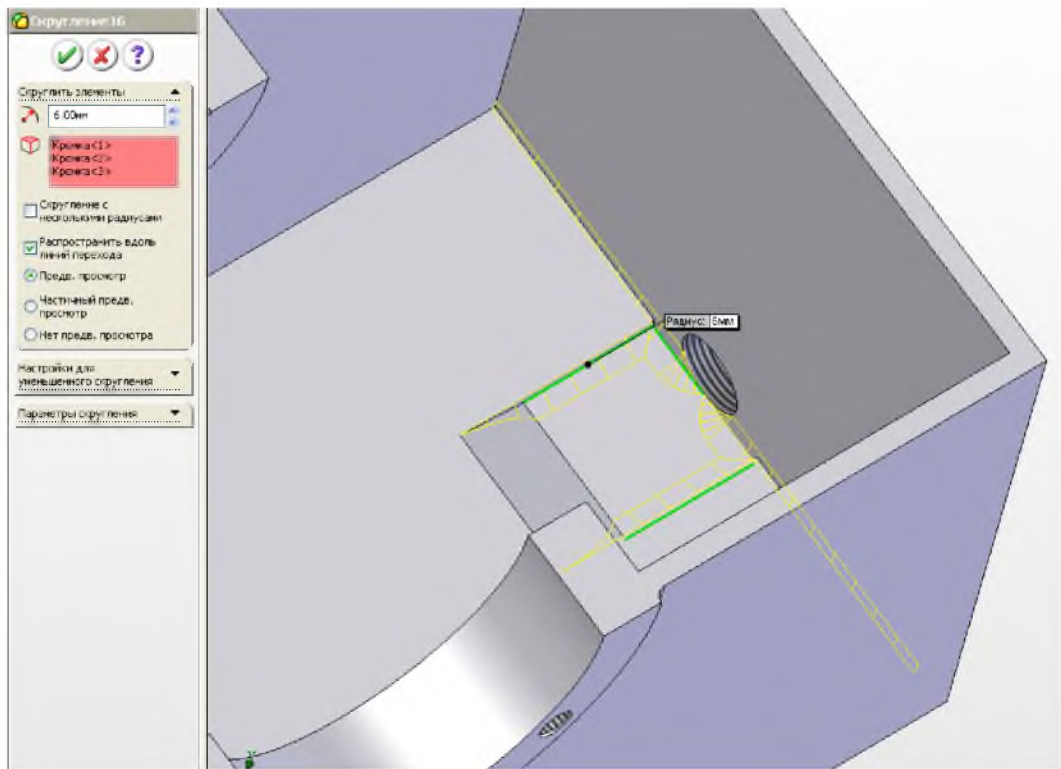 Скругление16
?
Скруглить элементы
6.00мм
Кромка<1>
Кромка<2>
Кромка<3>
Скругление с
несколькими радиусами
Распространить вдоль
линий перехода
Предв. просмотр
Частичный предв.
просмотр
Нет предв. просмотра
Настройки для
уменьшенного скругления
Параметры скругления
Радиус: 6мм